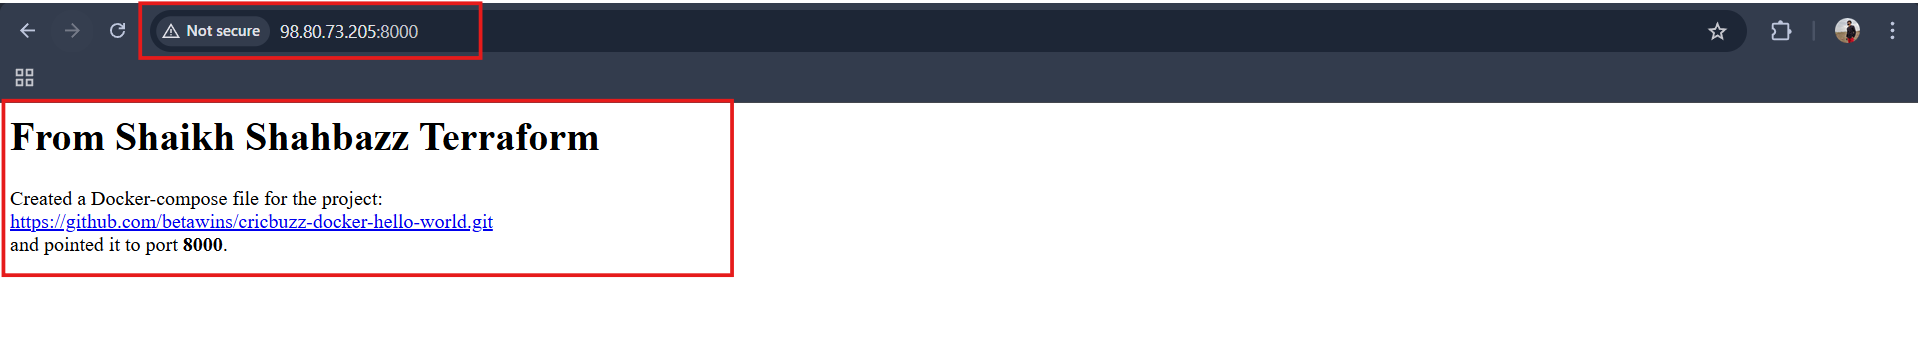 Not secure 98.80.73.205:8000
From Shaikh Shahbazz Terraform
Created a Docker-compose file for the project:
https://github.com/betawins/cricbuzz-docker-hello-world.git
and pointed it to port 8000.